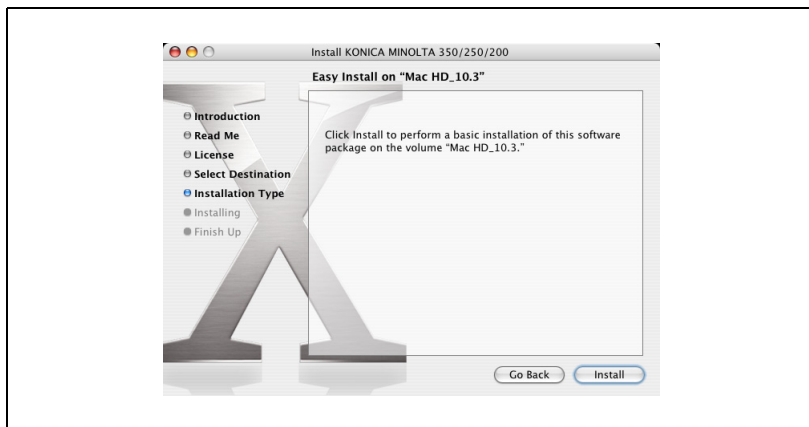 Install KONICA MINOLTA 350/250/200
Easy Install on “Mac HD_10.3”
Introduction
Read Me
License
Select Destination
Installation Type
Installing
Finish Up
Click Install to perform a basic installation of this software
package on the volume “Mac HD_10.3.”
Go Back
Install